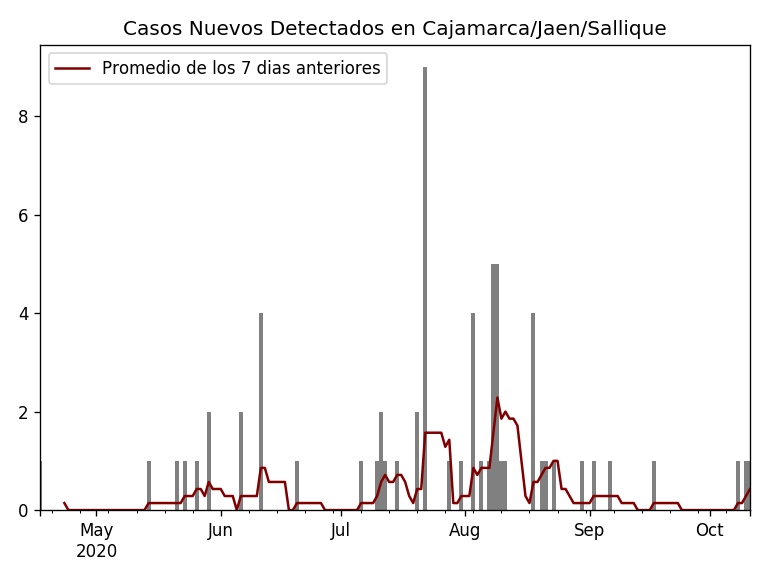 Casos Nuevos Detectados en Cajamarca/Jaen/Sallique
Promedio de los 7 dias anteriores
8
6
4
2
0
May Jun Jul Aug Sep Oct
2020